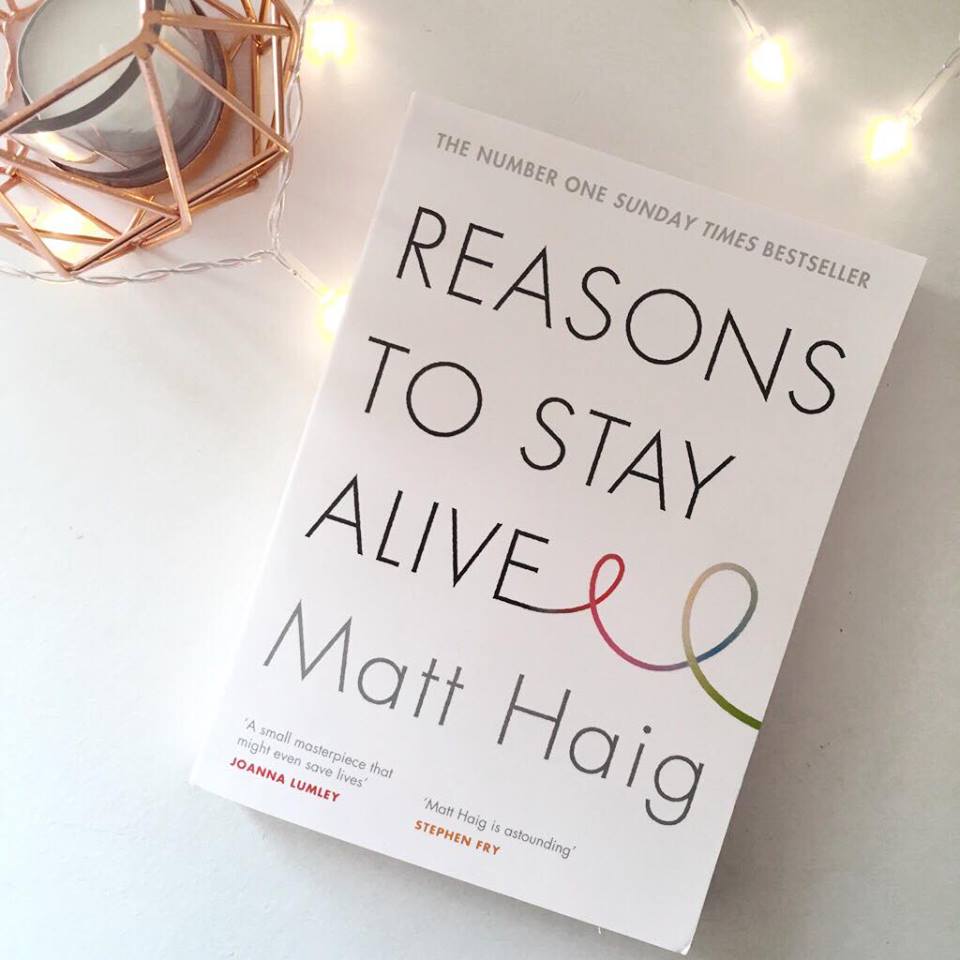 THE NUMBER ONE SUNDAY TIMES BESTSELLER
REASONS
TO STAY
ALIVE
Matt Haig
'A small masterpiece that
might even save lives'
JOANNA LUMLEY
'Matt Haig is astounding'
STEPHEN FRY